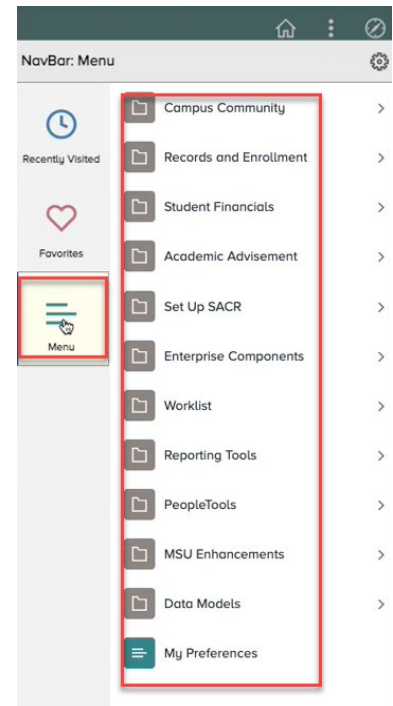 NavBar: Menu
Recently Visited
Favorites
Menu
Campus Community
Records and Enrollment
Student Financials
Academic Advisement
Set Up SACR
Enterprise Components
Worklist
Reporting Tools
PeopleTools
MSU Enhancements
Data Models
My Preferences